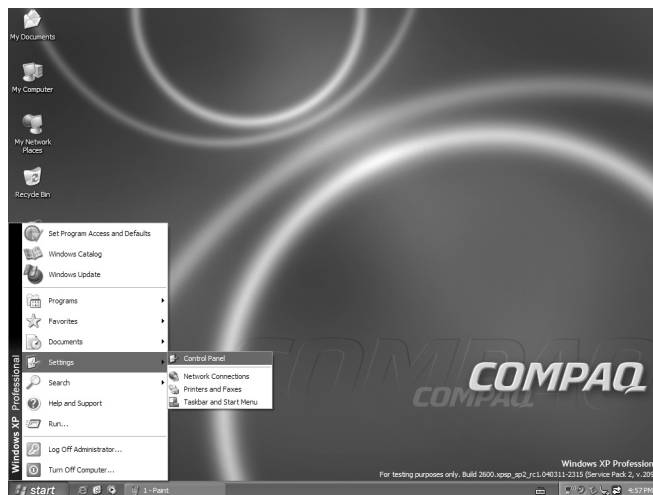 My Documents
My Computer
My Network
Places
Recycle Bin
Set Program Access and Defaults
Windows Catalog
Windows Update
Programs
Favorites
Documents
Settings
Search
Help and Support
Run...
Log Off Administrator...
Turn Off Computer...
Windows XP Professional
Control Panel
Network Connections
Printers and Faxes
Taskbar and Start Menu
COMPAQ
COMPAQ
COMPAQ
Windows XP Profession
For testing purposes only. Build 2600.xpsp_sp2_rc1.040311-2315 (Service Pack 2, v.209
start
1 - Paint
4:57 PM